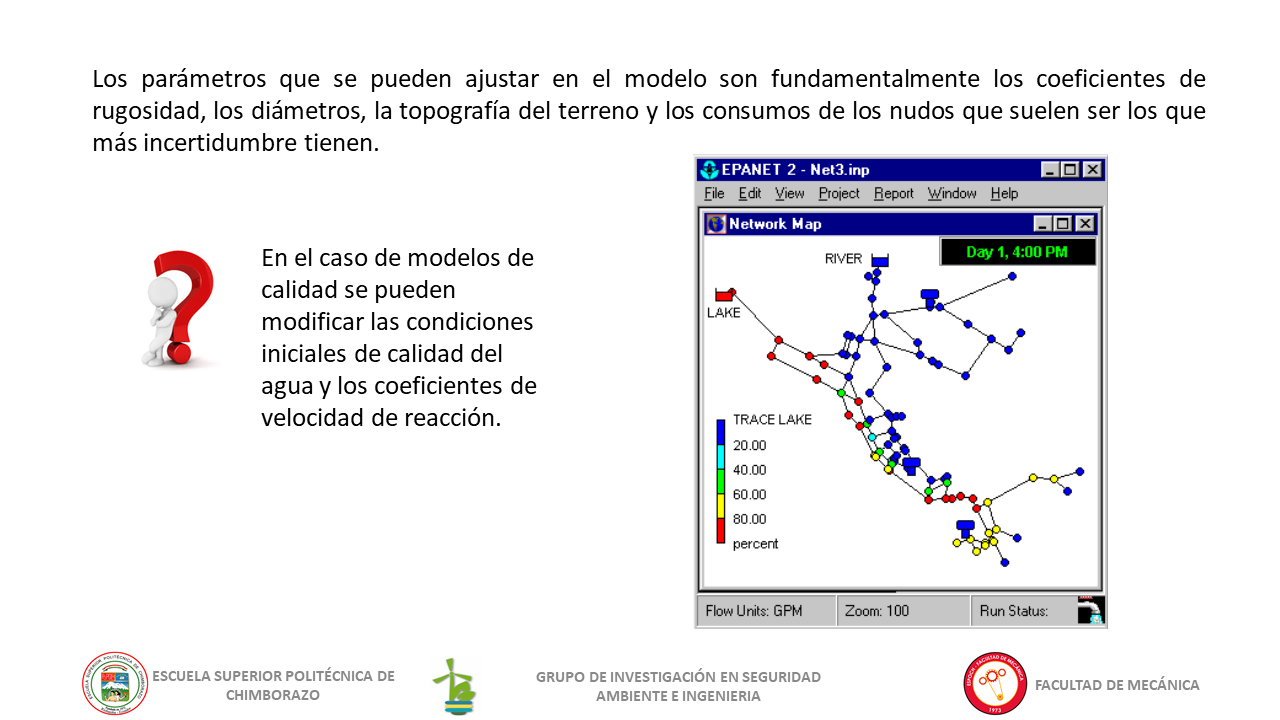 Los parámetros que se pueden ajustar en el modelo son fundamentalmente los coeficientes de
rugosidad, los diámetros, la topografía del terreno y los consumos de los nudos que suelen ser los que
más incertidumbre tienen.
En el caso de modelos de
calidad se pueden
modificar las condiciones
iniciales de calidad del
agua y los coeficientes de
velocidad de reacción.
EPANET 2 - Net3.inp
File Edit View Project Report Window Help
Network Map
Day 1, 4:00 PM
RIVER
LAKE
TRACE LAKE
20.00
40.00
60.00
80.00
percent
Flow Units: GPM
Zoom: 100
Run Status:
ESCUELA SUPERIOR POLITÉCNICA DE
CHIMBORAZO
GRUPO DE INVESTIGACIÓN EN SEGURIDAD
AMBIENTE E INGENIERIA
FACULTAD DE MECÁNICA